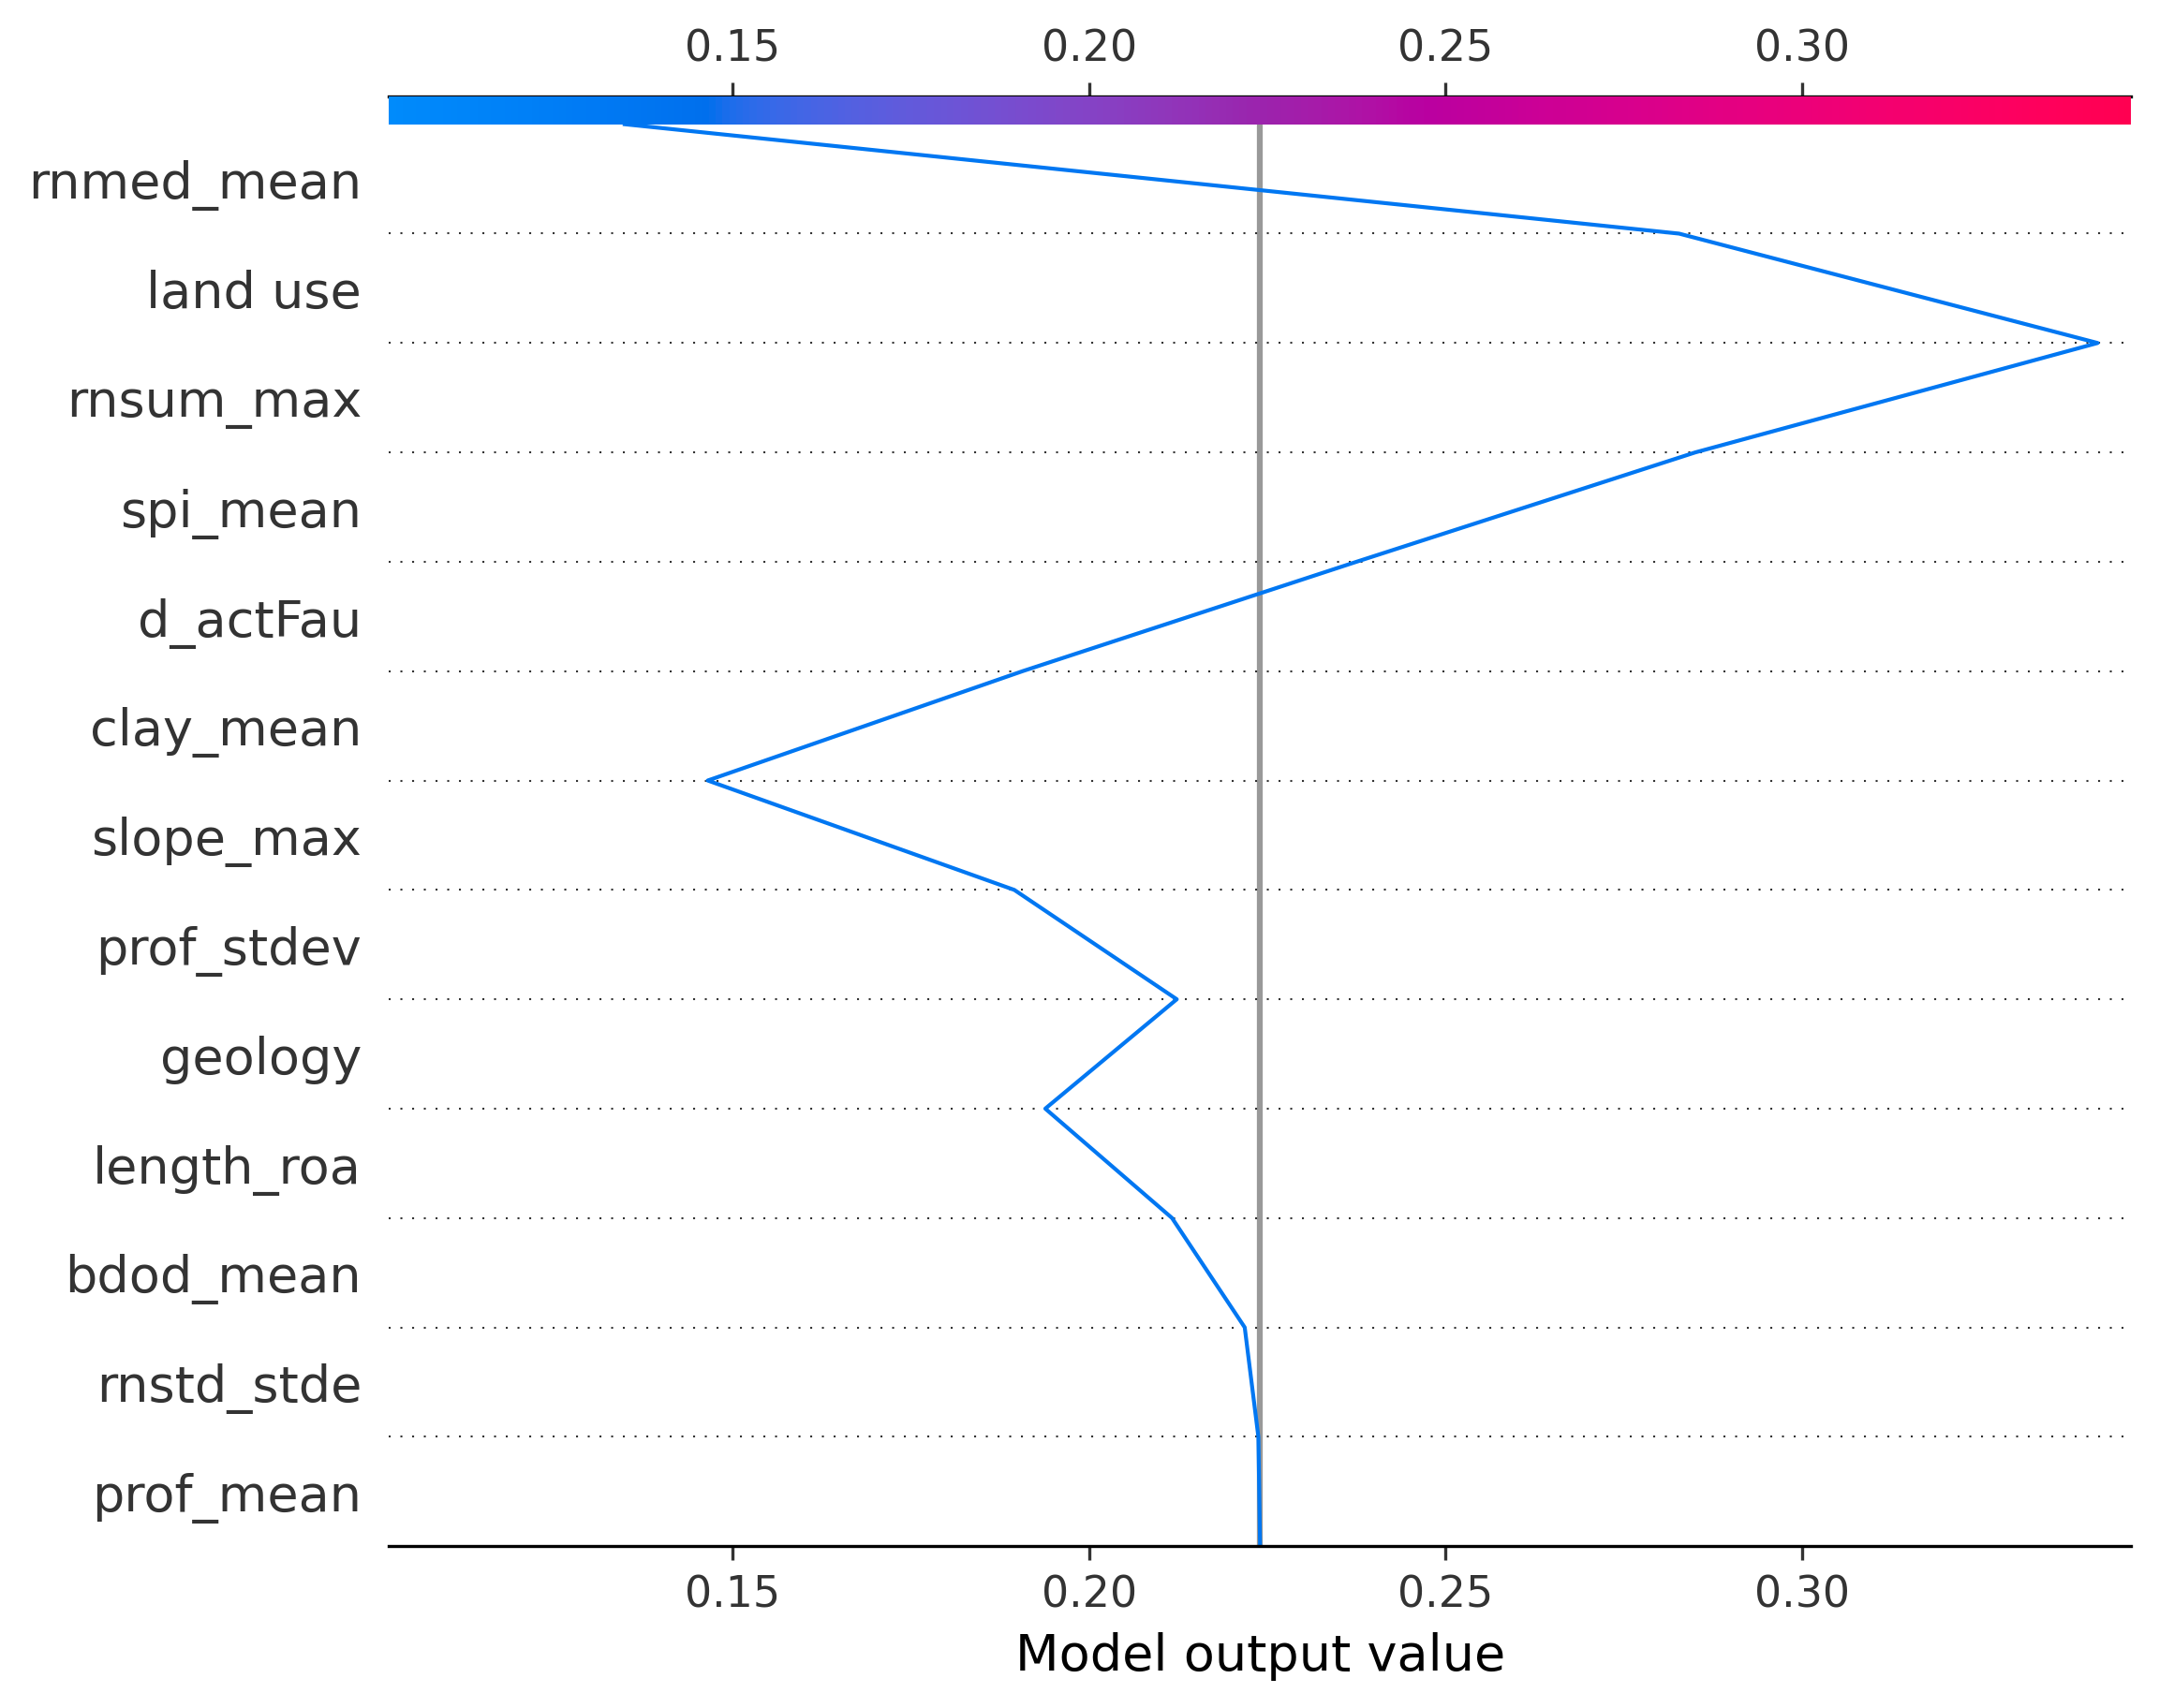 0.15 0.20 0.25 0.30
rnmed_mean
land use
rnsum_max
spi_mean
d_actFau
clay_mean
slope_max
prof_stdev
geology
length_roa
bdod_mean
rnstd_stde
prof_mean
0.15 0.20 0.25 0.30
Model output value